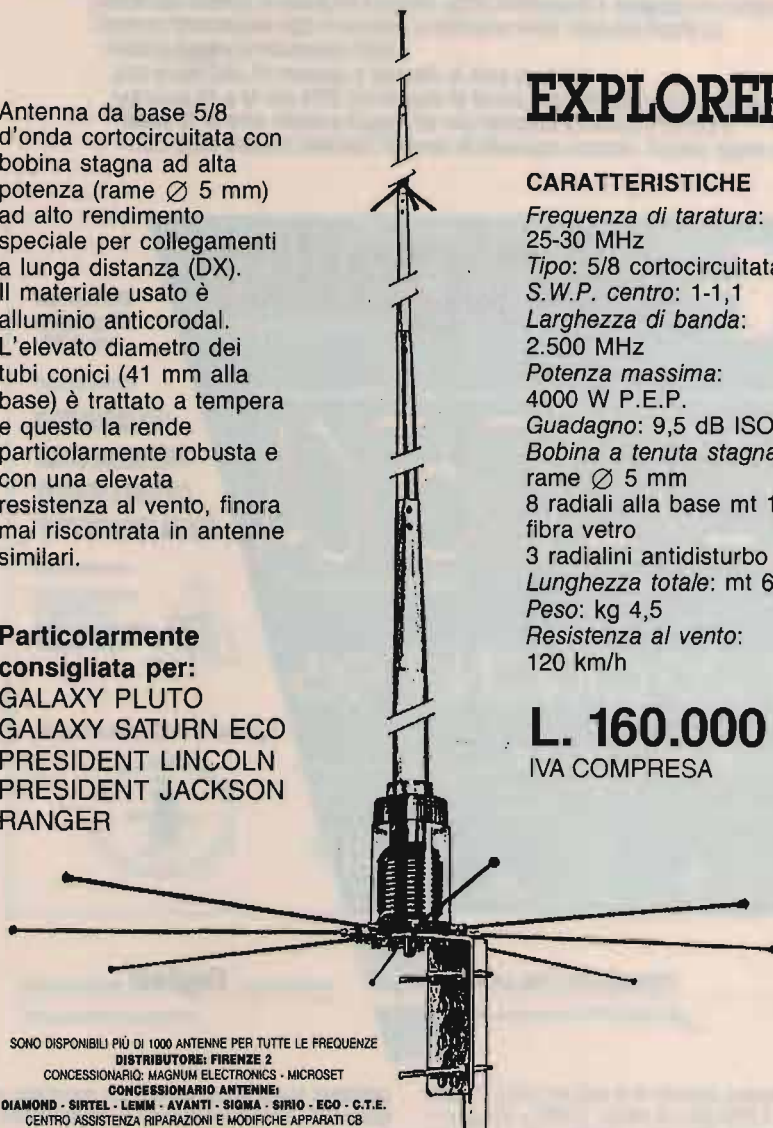 Antenna da base 5/8
d'onda cortocircuitata con
bobina stagna ad alta
potenza (rame Ø 5 mm)
ad alto rendimento
speciale per collegamenti
a lunga distanza (DX).
Il materiale usato è
alluminio anticorodal.
L'elevato diametro dei
tubi conici (41 mm alla
base) è trattato a tempera
e questo la rende
particolarmente robusta e
con una elevata
resistenza al vento, finora
mai riscontrata in antenne
similari.
Particolarmente
consigliata per:
GALAXY PLUTO
GALAXY SATURN ECO
PRESIDENT LINCOLN
PRESIDENT JACKSON
RANGER
EXPLORER
CARATTERISTICHE
Frequenza di taratura:
25-30 MHz
Tipo: 5/8 cortocircuitata
S.W.P. centro: 1-1,1
Larghezza di banda:
2.500 MHz
Potenza massima:
4000 W P.E.P.
Guadagno: 9,5 dB ISO
Bobina a tenuta stagna
rame Ø 5 mm
8 radiali alla base mt 1
fibra vetro
3 radialini antidisturbo
Lunghezza totale: mt 6
Peso: kg 4,5
Resistenza al vento:
120 km/h
L. 160.000
IVA COMPRESA
SONO DISPONIBILI PIÙ DI 1000 ANTENNE PER TUTTE LE FREQUENZE
DISTRIBUTORE: FIRENZE 2
CONCESSIONARIO: MAGNUM ELECTRONICS - MICROSET
CONCESSIONARIO ANTENNE:
DIAMOND - SIRTEL - LEMM - AVANTI - SIGMA - SIRIO - ECO - C.T.E.
CENTRO ASSISTENZA RIPARAZIONI E MODIFICHE APPARATI CB